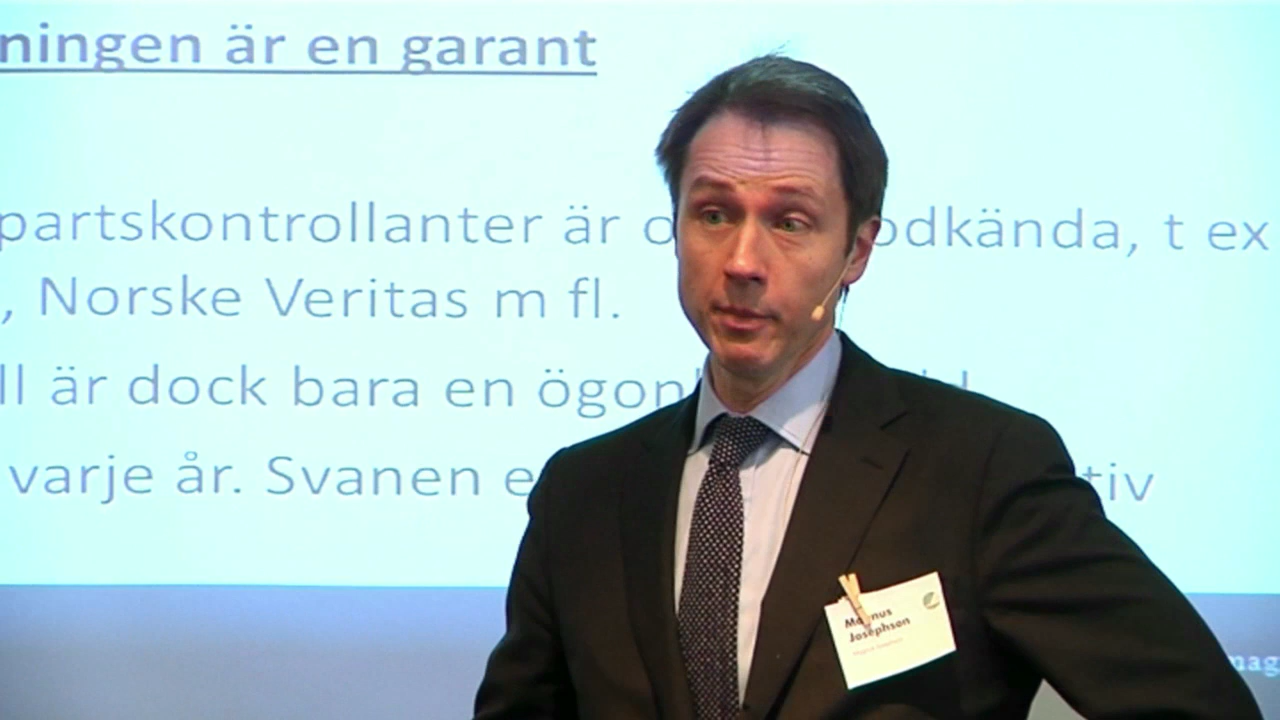 ningen är en garant
partskontrollanter är o odkända, t ex
, Norske Veritas m fl.
ll är dock bara en ögon
varje år. Svanen e tiv
Magnus
Josephson
mag